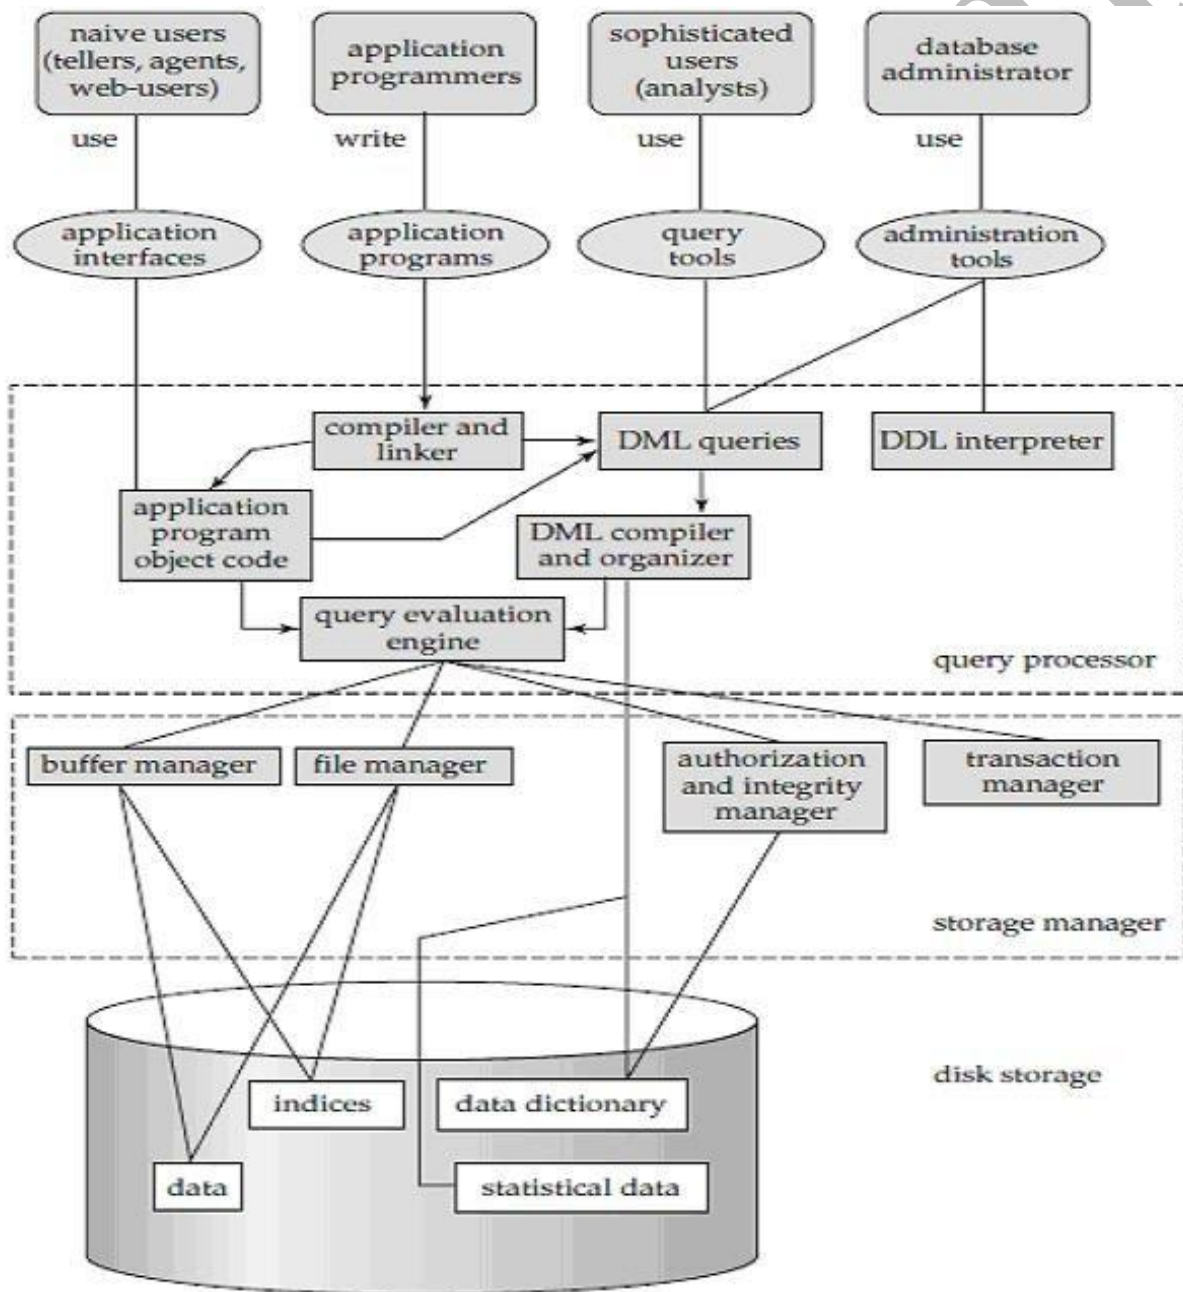 naive users
(tellers, agents,
web-users)
application
programmers
sophisticated
users
(analysts)
database
administrator
use
write
use
use
application
interfaces
application
programs
query
tools
administration
tools
compiler and
linker
DML queries
DDL interpreter
application
program
object code
DML compiler
and organizer
query evaluation
engine
query processor
buffer manager
file manager
authorization
and integrity
manager
transaction
manager
storage manager
disk storage
indices
data dictionary
data
statistical data